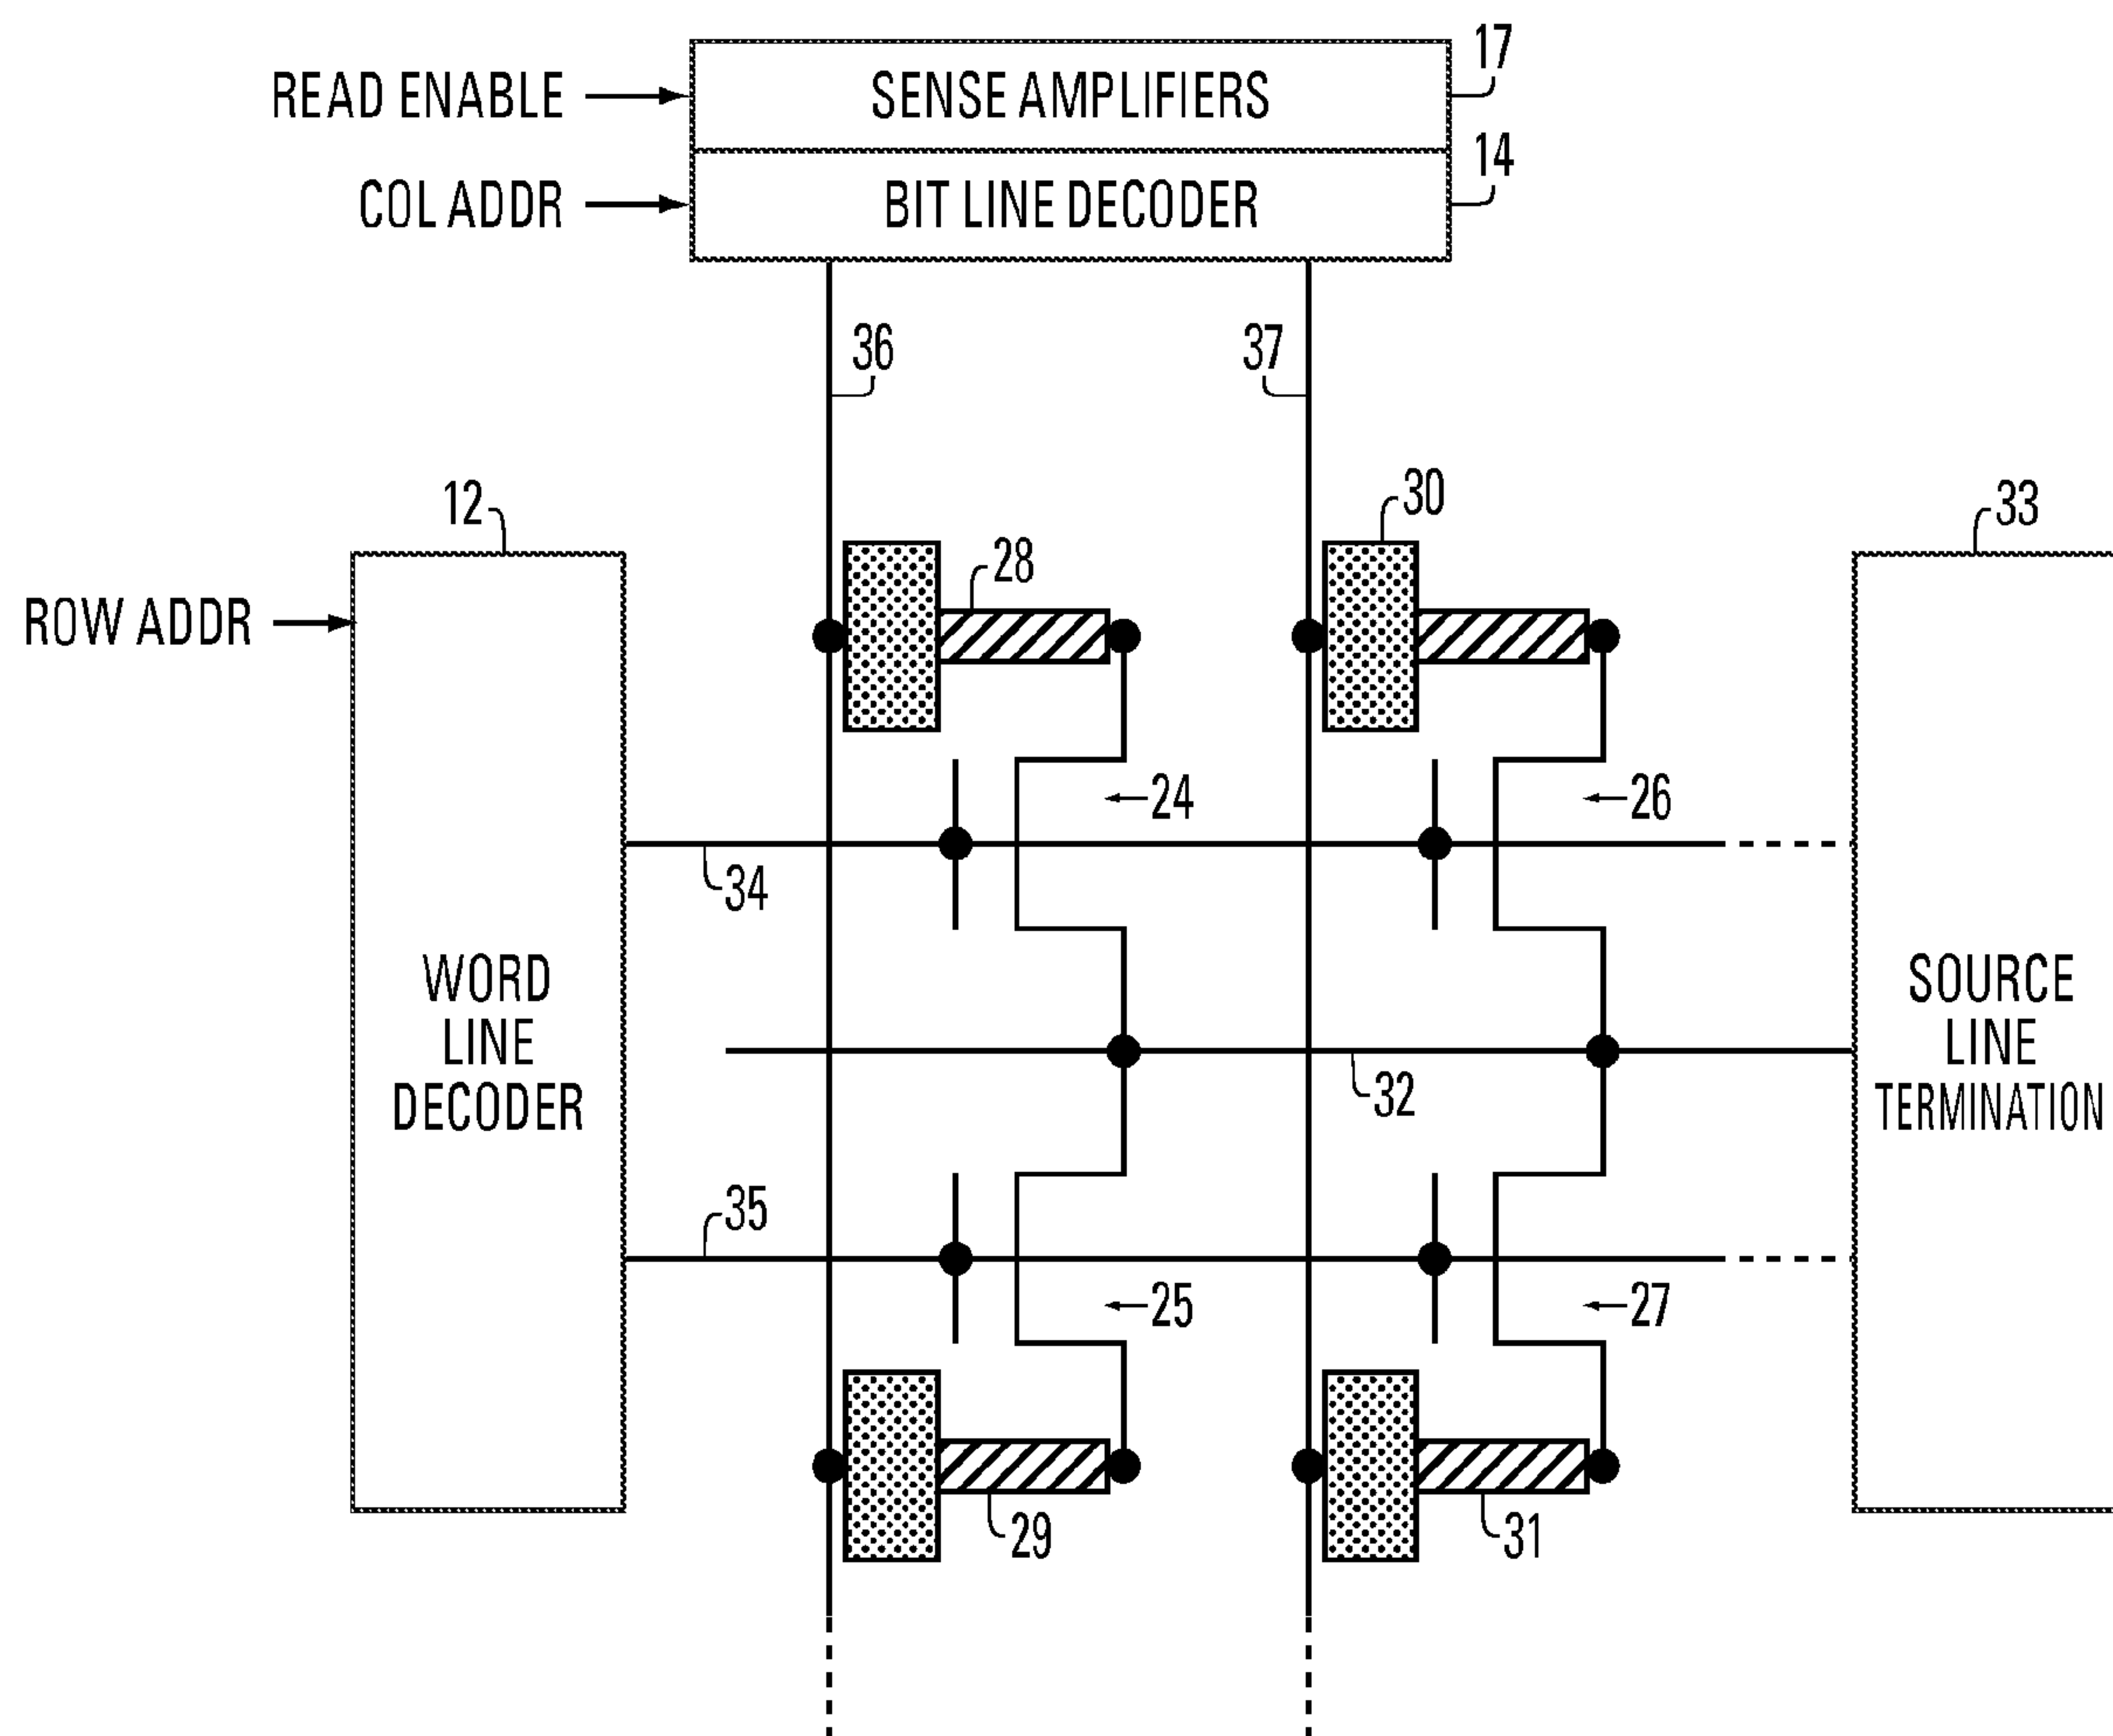 READ ENABLE
SENSE AMPLIFIERS
17
COL ADDR
BIT LINE DECODER
14
36
37
12
30
33
28
ROW ADDR
24
26
34
WORD
LINE
DECODER
SOURCE
LINE
TERMINATION
32
35
25
27
29
31